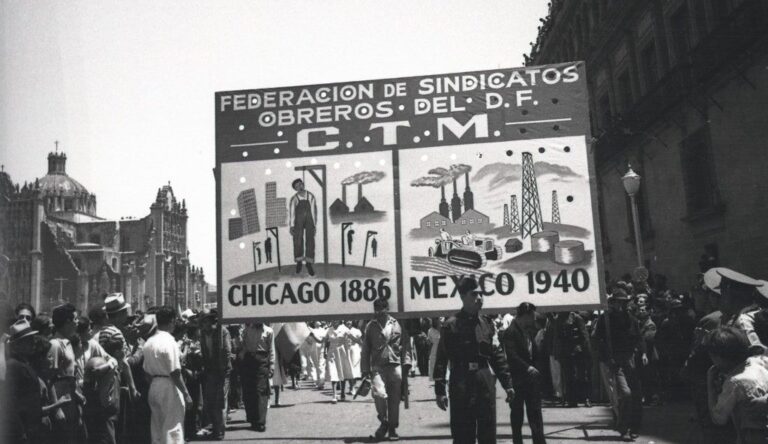 FEDERACION DE SINDICATOS
OBREROS·DEL·D.F.
C.T.M.
CHICAGO 1886
MEXICO 1940